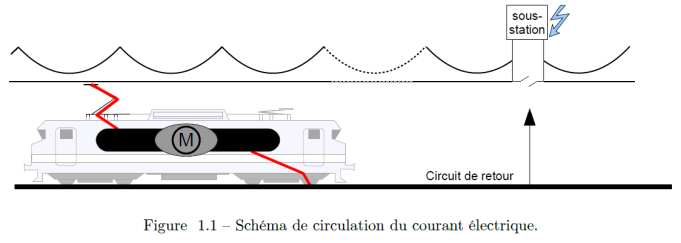 sous-
station
M
Circuit de retour
Figure 1.1 – Schéma de circulation du courant électrique.